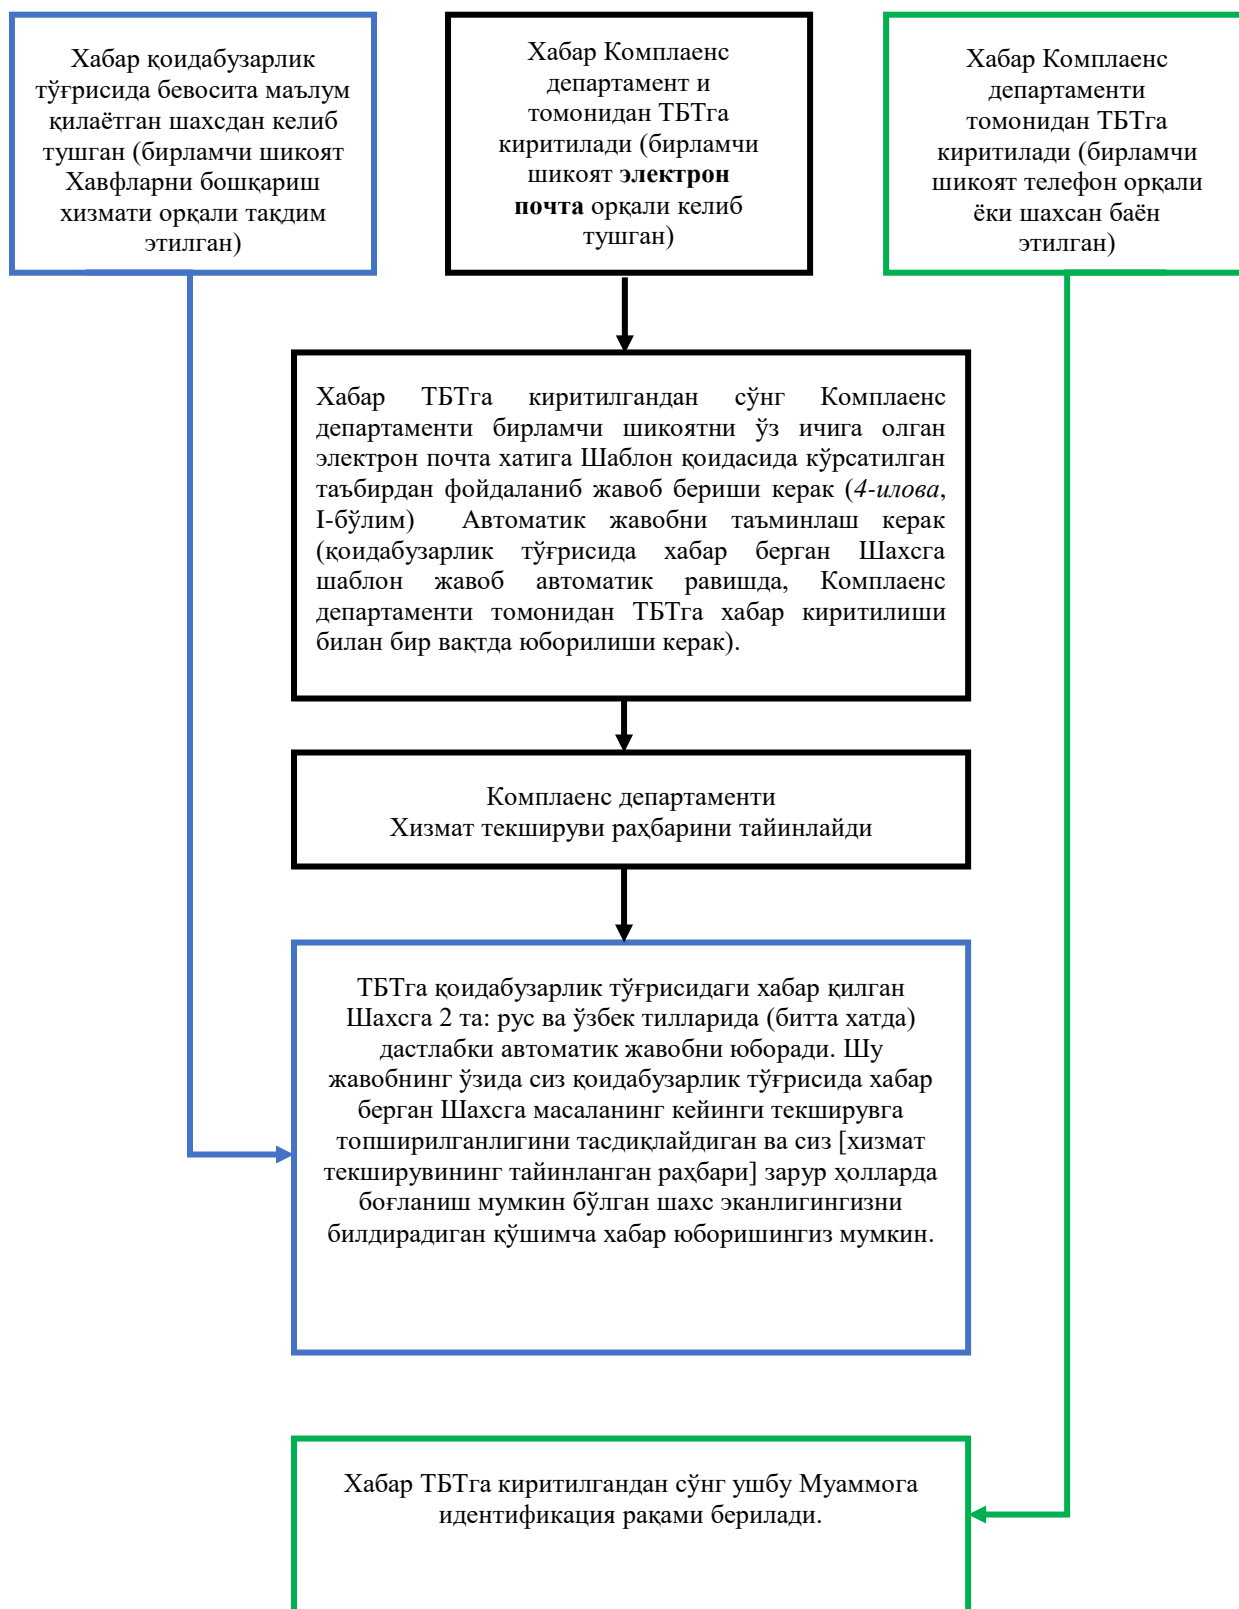 Хабар қоидабузарлик
тўғрисида бевосита маълум
қилаётган шахсдан келиб
тушган (бирламчи шикоят
Хавфларни бошқариш
хизмати орқали тақдим
этилган)
Хабар Комплаенс
департамент и
томонидан ТБТга
киритилади (бирламчи
шикоят электрон
почта орқали келиб
тушган)
Хабар Комплаенс
департаменти
томонидан ТБТга
киритилади (бирламчи
шикоят телефон орқали
ёки шахсан баён
этилган)
Хабар ТБТга киритилгандан сўнг Комплаенс
департаменти бирламчи шикоятни ўз ичига олган
электрон почта хатига Шаблон қоидасида кўрсатилган
таъбирдан фойдаланиб жавоб бериши керак (4-илова,
I-бўлим) Автоматик жавобни таъминлаш керак
(қоидабузарлик тўғрисида хабар берган Шахсга
шаблон жавоб автоматик равишда, Комплаенс
департаменти томонидан ТБТга хабар киритилиши
билан бир вақтда юборилиши керак).
Комплаенс департаменти
Хизмат текшируви раҳбарини тайинлайди
ТБТга қоидабузарлик тўғрисидаги хабар қилган
Шахсга 2 та: рус ва ўзбек тилларида (битта хатда)
дастлабки автоматик жавобни юборади. Шу
жавобнинг ўзида сиз қоидабузарлик тўғрисида хабар
берган Шахсга масаланинг кейинги текширувга
топширилганлигини тасдиқлайдиган ва сиз [хизмат
текширувининг тайинланган раҳбари] зарур ҳолларда
боғланиш мумкин бўлган шахс эканлигингизни
билдирадиган қўшимча хабар юборишингиз мумкин.
Хабар ТБТга киритилгандан сўнг ушбу Муаммога
идентификация рақами берилади.